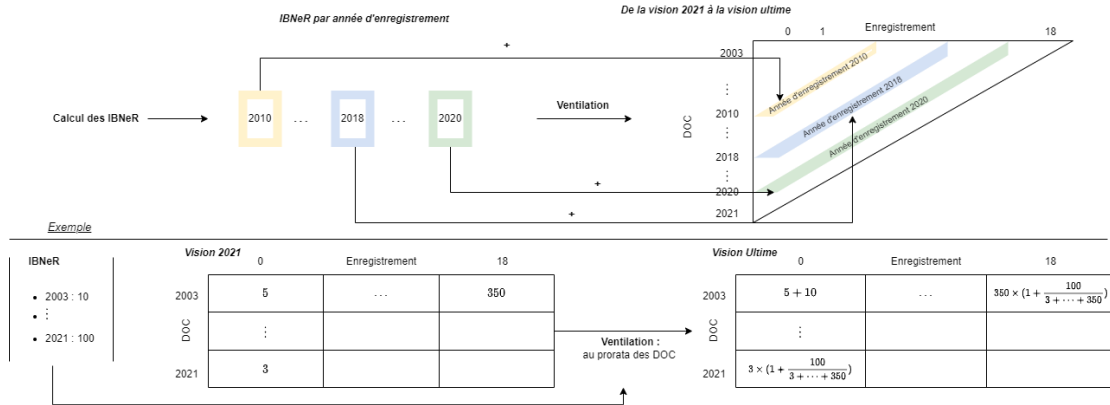 IBNeR par année d'enregistrement
De la vision 2021 à la vision ultime
0 1 Enregistrement 18
+
2003
Année d'enregistrement 2010
Année d'enregistrement 2018
Année d'enregistrement 2020
Calcul des IBNeR
2010 ... 2018 ... 2020
Ventilation
DOC
⋮
2010
⋮
2018
⋮
2020
2021
+
+
Exemple
IBNeR
• 2003 : 10
• ⋮
• 2021 : 100
Vision 2021
0 Enregistrement 18
2003 5 ... 350
DOC ⋮
2021 3
Ventilation :
au prorata des DOC
Vision Ultime
0 Enregistrement 18
2003 5 + 10 ... 350 × (1 + 100 / 3 + ⋯ + 350)
DOC ⋮
2021 3 × (1 + 100 / 3 + ⋯ + 350)